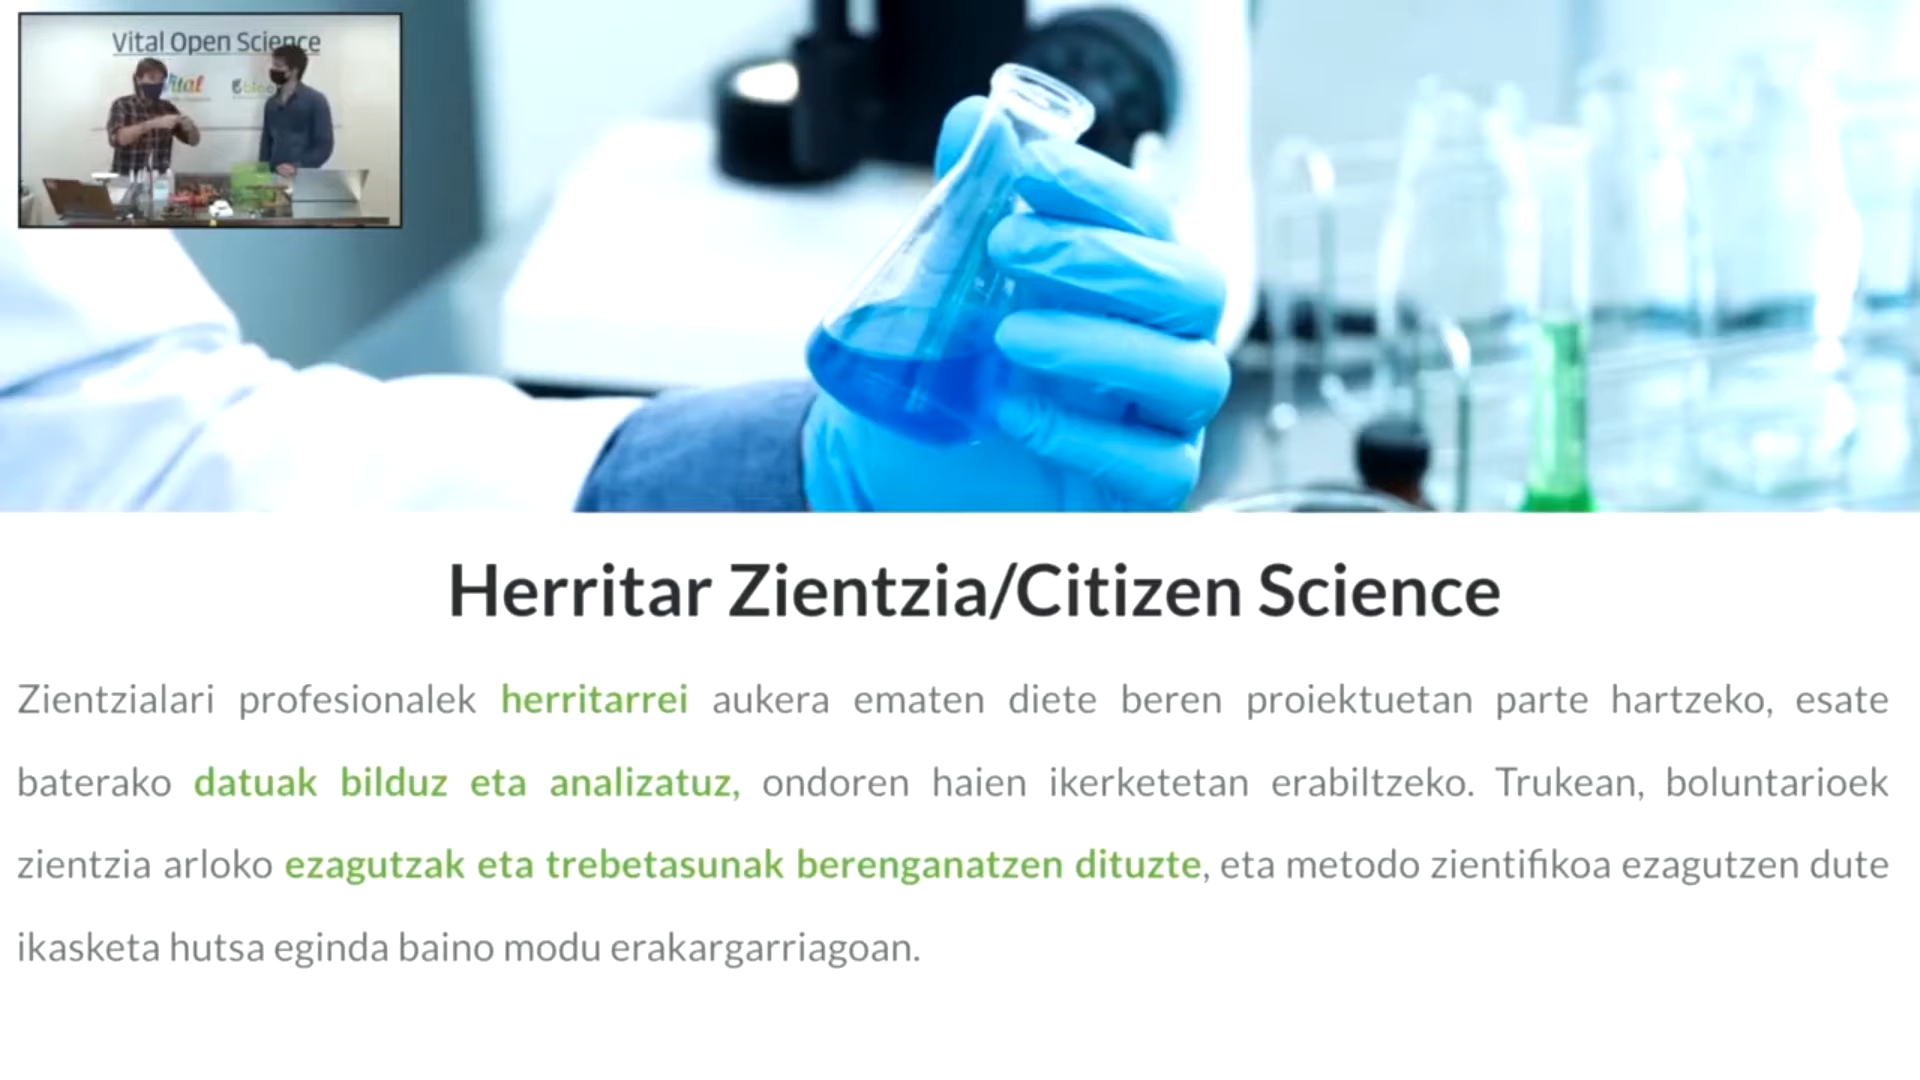 Vital Open Science
Vital
Herritar Zientzia/Citizen Science
Zientzialari profesionalek herritarrei aukera ematen diete beren proiektuetan parte hartzeko, esate
baterako datuak bilduz eta analizatuz, ondoren haien ikerketetan erabiltzeko. Trukean, boluntarioek
zientzia arloko ezagutzak eta trebetasunak berenganatzen dituzte, eta metodo zientifikoa ezagutzen dute
ikasketa hutsa eginda baino modu erakargarriagoan.